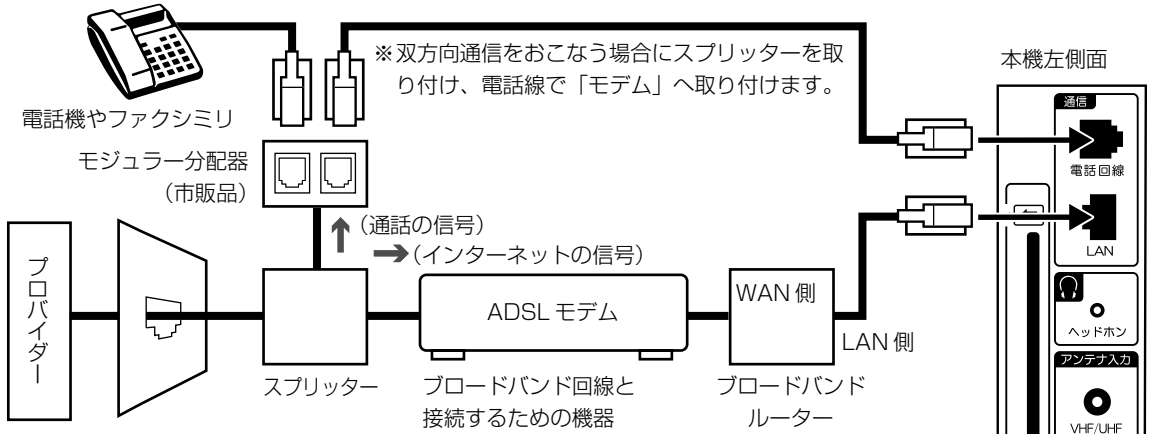 ※双方向通信をおこなう場合にスプリッターを取
り付け、電話線で「モデム」へ取り付けます。
本機左側面
通信
電話機やファクシミリ
モジュラー分配器
(市販品)
電話回線
(通話の信号)
(インターネットの信号)
LAN
プロバイダー
ADSL モデム
WAN 側
LAN 側
ヘッドホン
アンテナ入力
スプリッター
ブロードバンド回線と
接続するための機器
ブロードバンド
ルーター
VHF/UHF